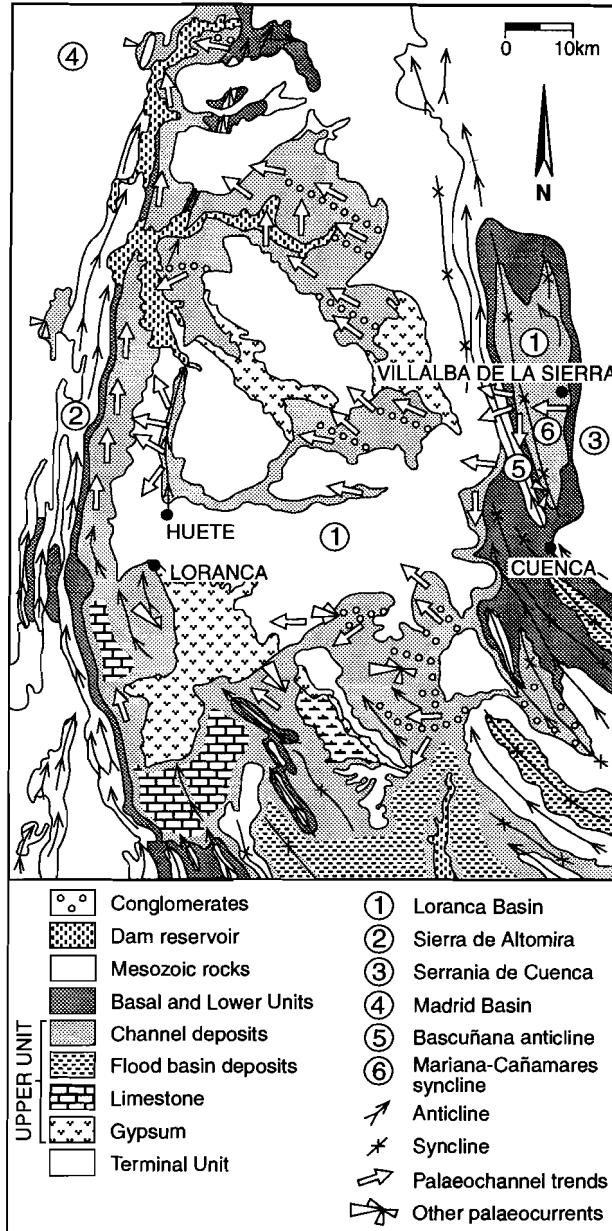 ④
0 10km
N
①
VILLALBA DE LA SIERRA
②
⑥
③
⑤
HUETE
①
LORANCA
CUENCA
UPPER UNIT
Conglomerates
Dam reservoir
Mesozoic rocks
Basal and Lower Units
Channel deposits
Flood basin deposits
Limestone
Gypsum
Terminal Unit
① Loranca Basin
② Sierra de Altomira
③ Serrania de Cuenca
④ Madrid Basin
⑤ Bascuñana anticline
⑥ Mariana-Cañamares
syncline
Anticline
Syncline
Palaeochannel trends
Other palaeocurrents